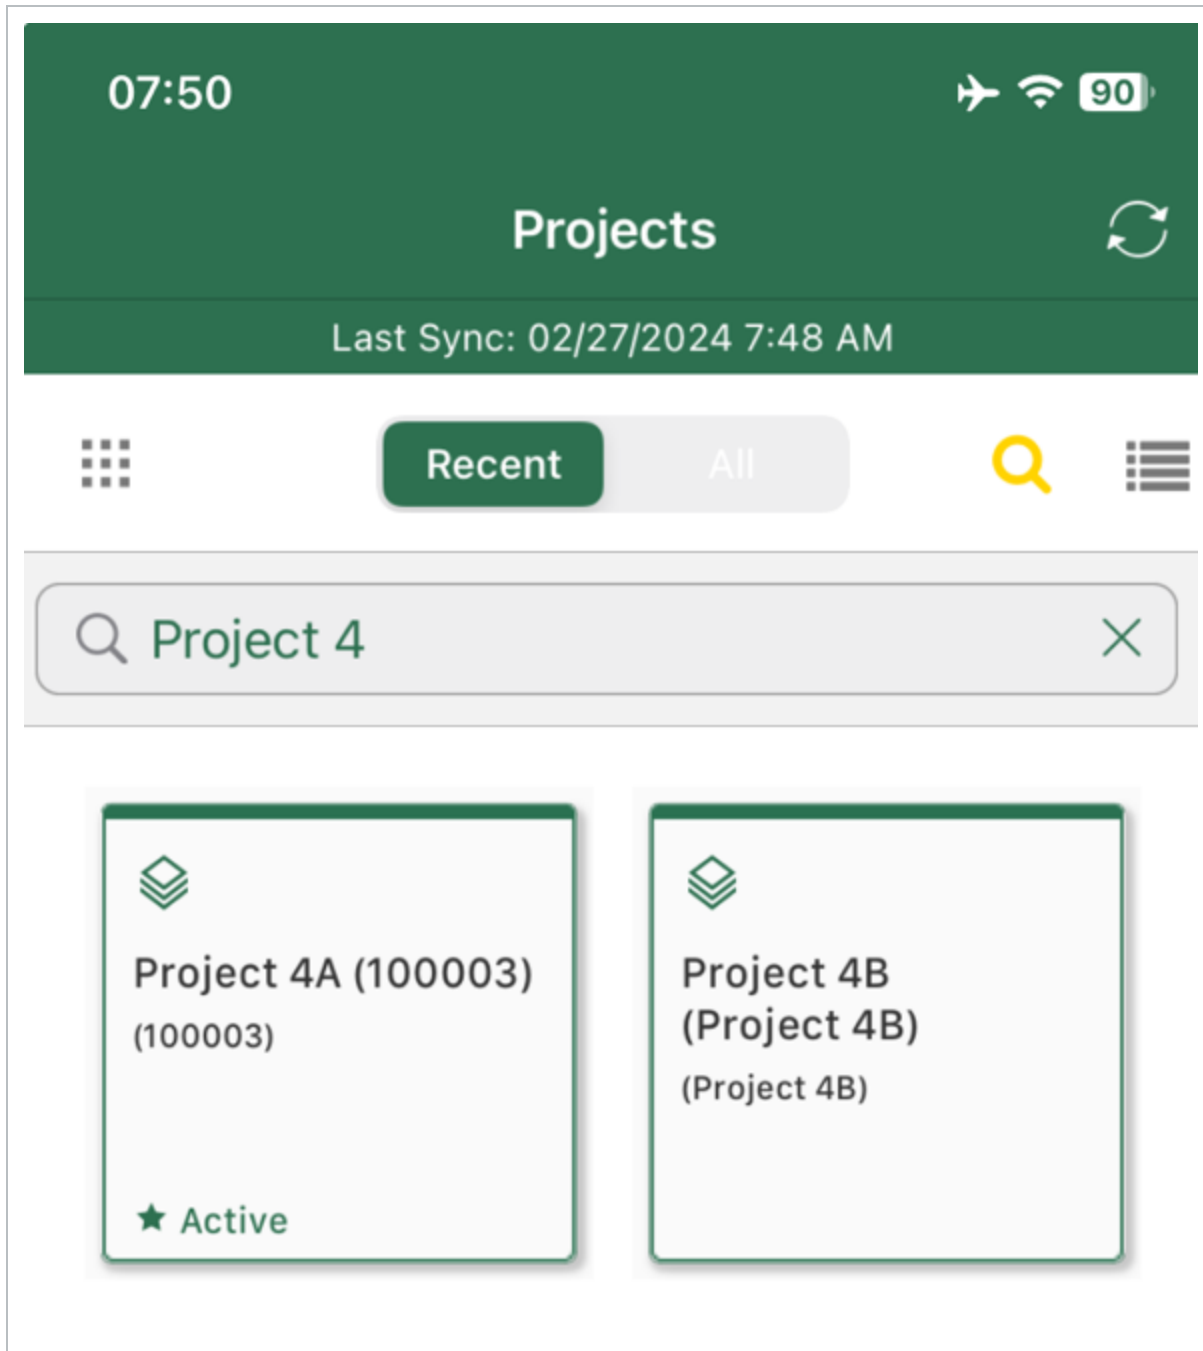 07:50
90
Projects
Last Sync: 02/27/2024 7:48 AM
Recent
All
Project 4
Project 4A (100003)
(100003)
Active
Project 4B
(Project 4B)
(Project 4B)